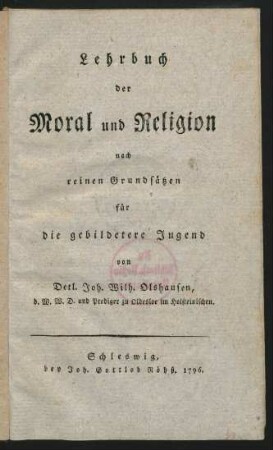 Lehrbuch
der
Moral und Religion
nach
reinen Grundsätzen
für
die gebildetere Jugend
von
Detl. Joh. Wilh. Olshausen,
d. W. W. D. und Prediger zu Oldesloe im Holsteinischen.
Schleswig,
bey Joh. Gottlob Röhß. 1796.